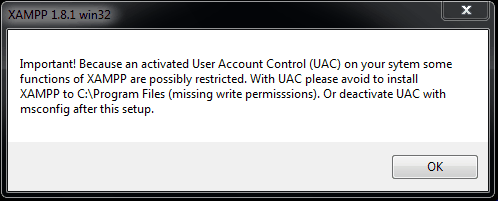 XAMPP 1.8.1 win32
Important! Because an activated User Account Control (UAC) on your sytem some
functions of XAMPP are possibly restricted. With UAC please avoid to install
XAMPP to C:\Program Files (missing write permisssions). Or deactivate UAC with
msconfig after this setup.
OK